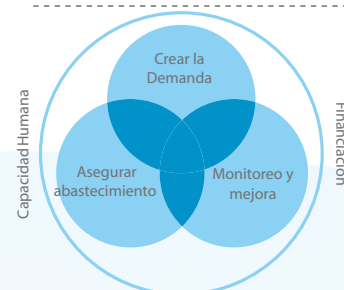 Crear la
Demanda
Asegurar
abastecimiento
Monitoreo y
mejora
Capacidad Humana
Financiación